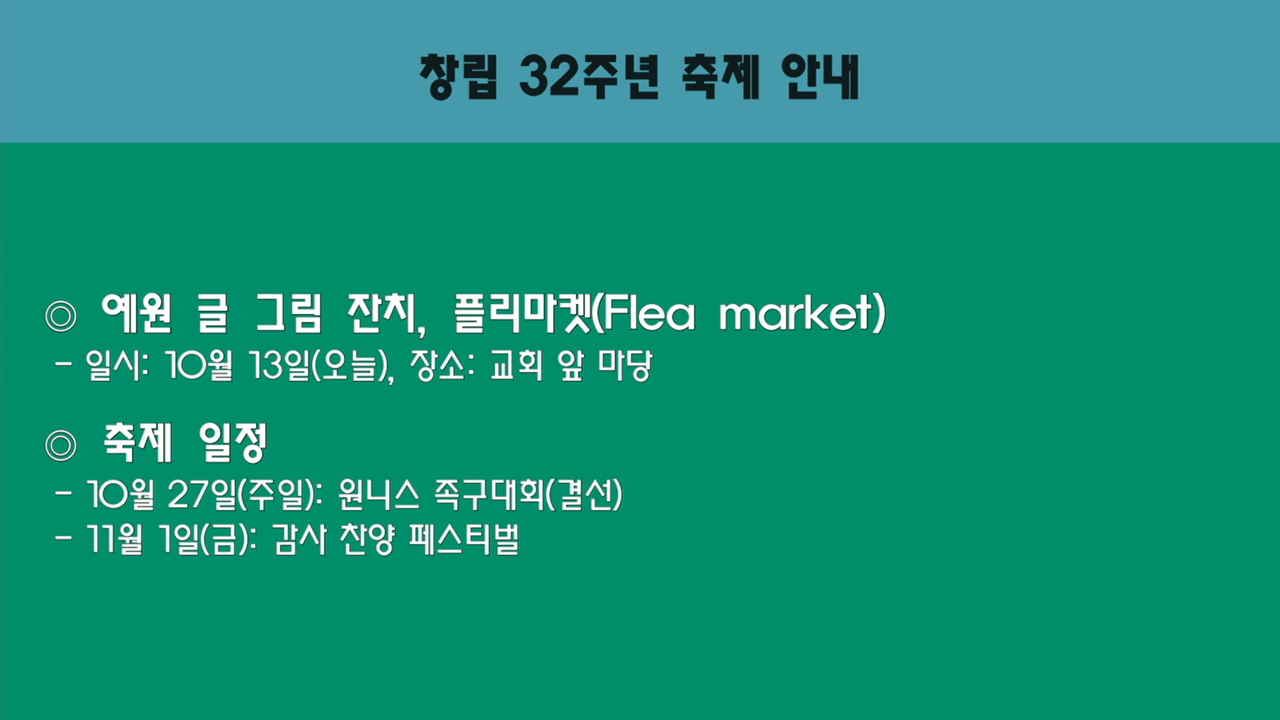 창립 32주년 축제 안내
◎ 예원 글 그림 잔치, 플리마켓(Flea market)
- 일시: 10월 13일(오늘), 장소: 교회 앞 마당
◎ 축제 일정
- 10월 27일(주일): 원니스 족구대회(결선)
- 11월 1일(금): 감사 찬양 페스티벌